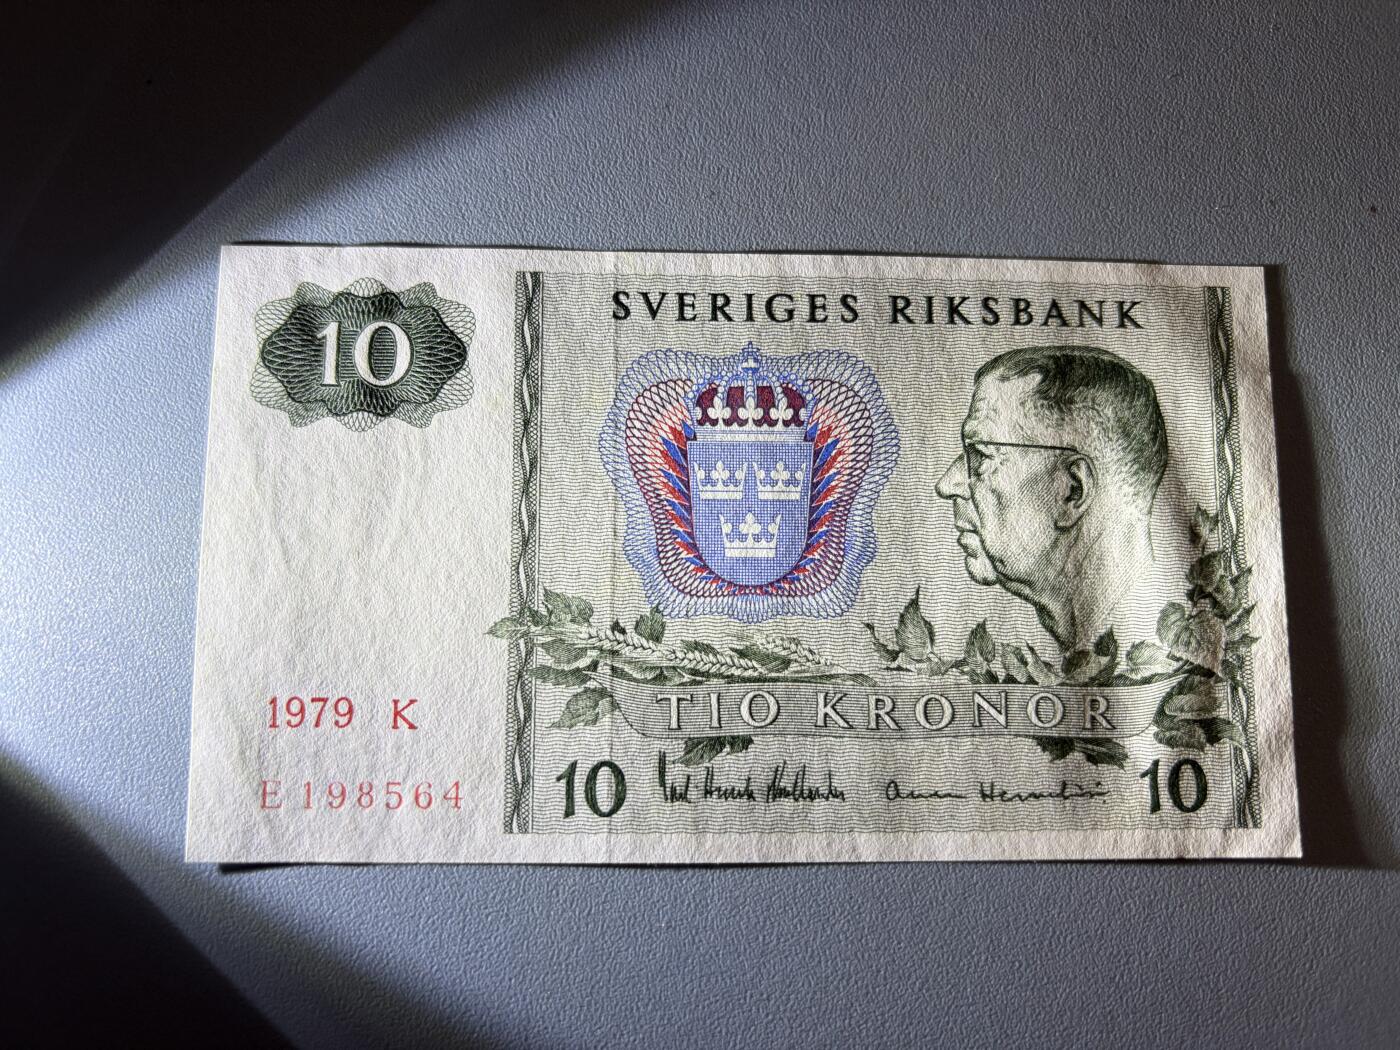 10
SVERIGES RIKSBANK
TIO KRONOR
1979 K
E 198564
10
10